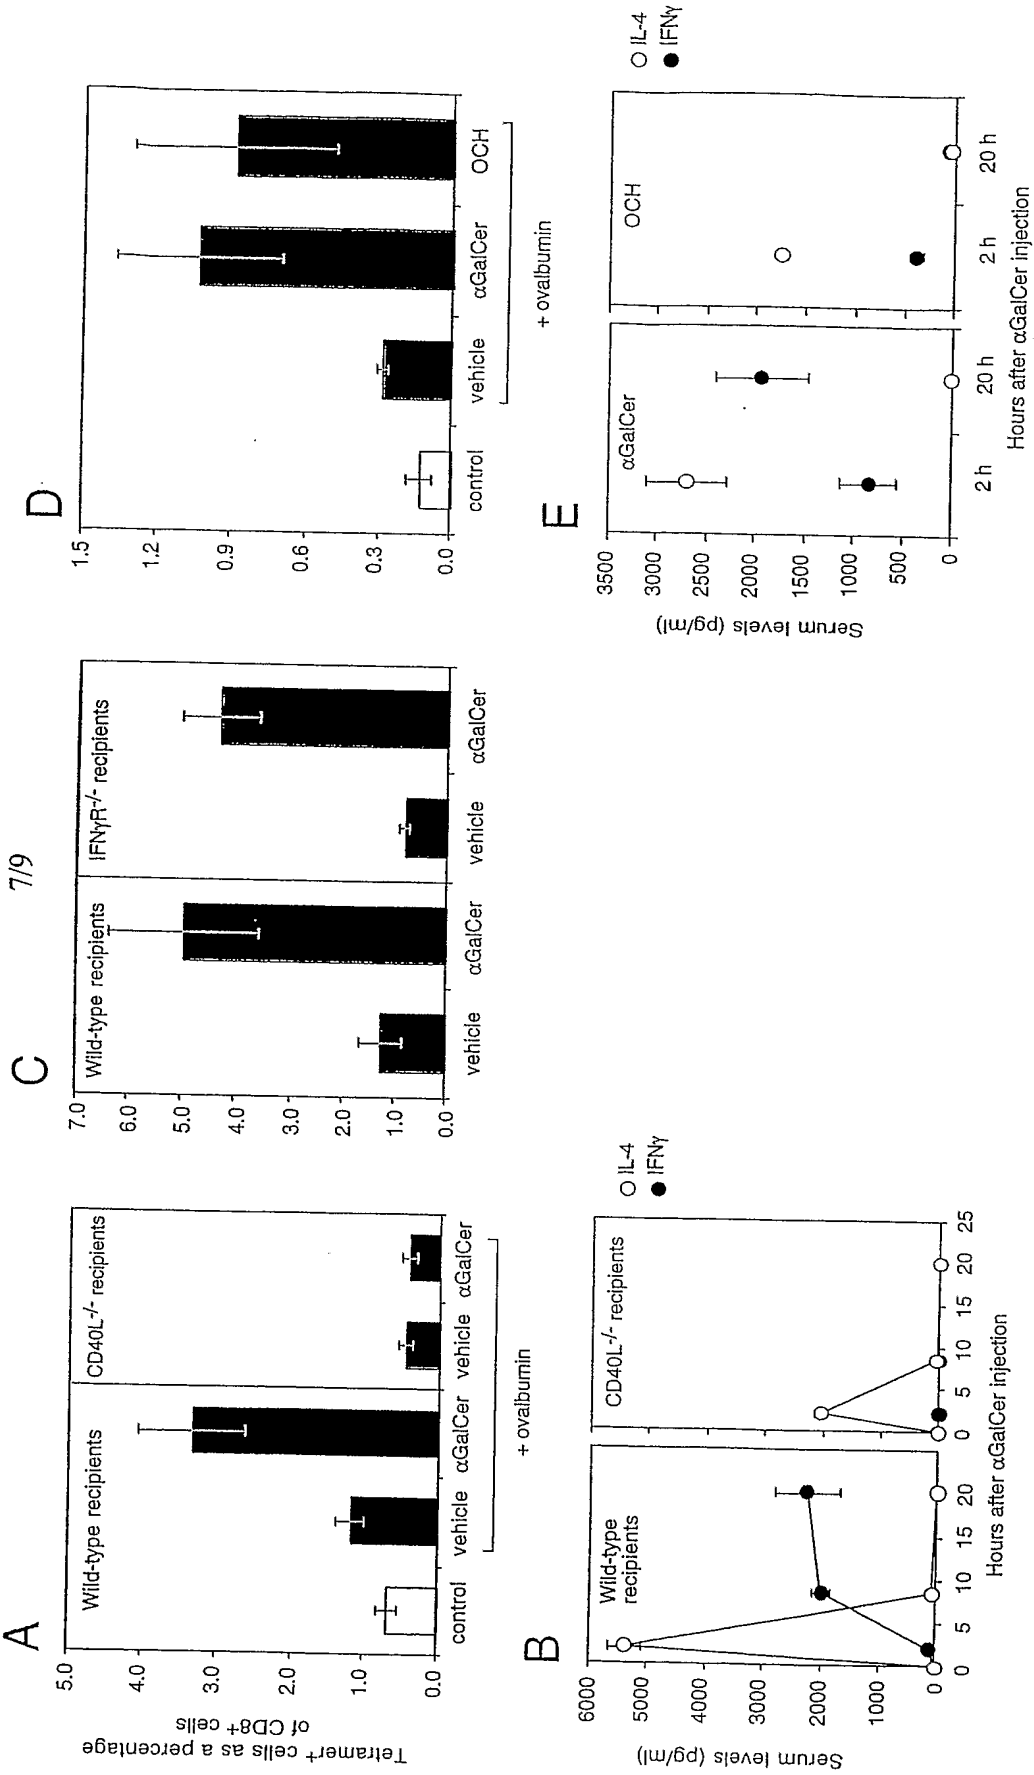 7/9
A
Tetramer+ cells as a percentage
of CD8+ cells
5.0
4.0
3.0
2.0
1.0
0.0
Wild-type recipients
CD40L-/- recipients
control
vehicle
αGalCer
vehicle
αGalCer
+ ovalbumin
B
Serum levels (pg/ml)
6000
5000
4000
3000
2000
1000
0
Wild-type
recipients
CD40L-/- recipients
0
5
10
15
20
0
5
10
15
20
25
Hours after αGalCer injection
IL-4
IFNγ
C
7.0
6.0
5.0
4.0
3.0
2.0
1.0
0.0
Wild-type recipients
IFNγR-/- recipients
vehicle
αGalCer
vehicle
αGalCer
D
1.5
1.2
0.9
0.6
0.3
0.0
control
vehicle
αGalCer
OCH
+ ovalbumin
E
Serum levels (pg/ml)
3500
3000
2500
2000
1500
1000
500
0
αGalCer
OCH
2 h
20 h
2 h
20 h
Hours after αGalCer injection
IL-4
IFNγ